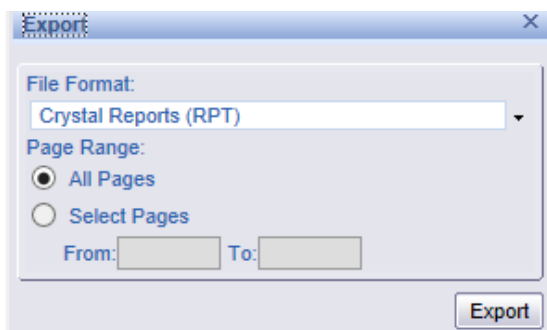 Export
File Format:
Crystal Reports (RPT)
Page Range:
All Pages
Select Pages
From: To:
Export